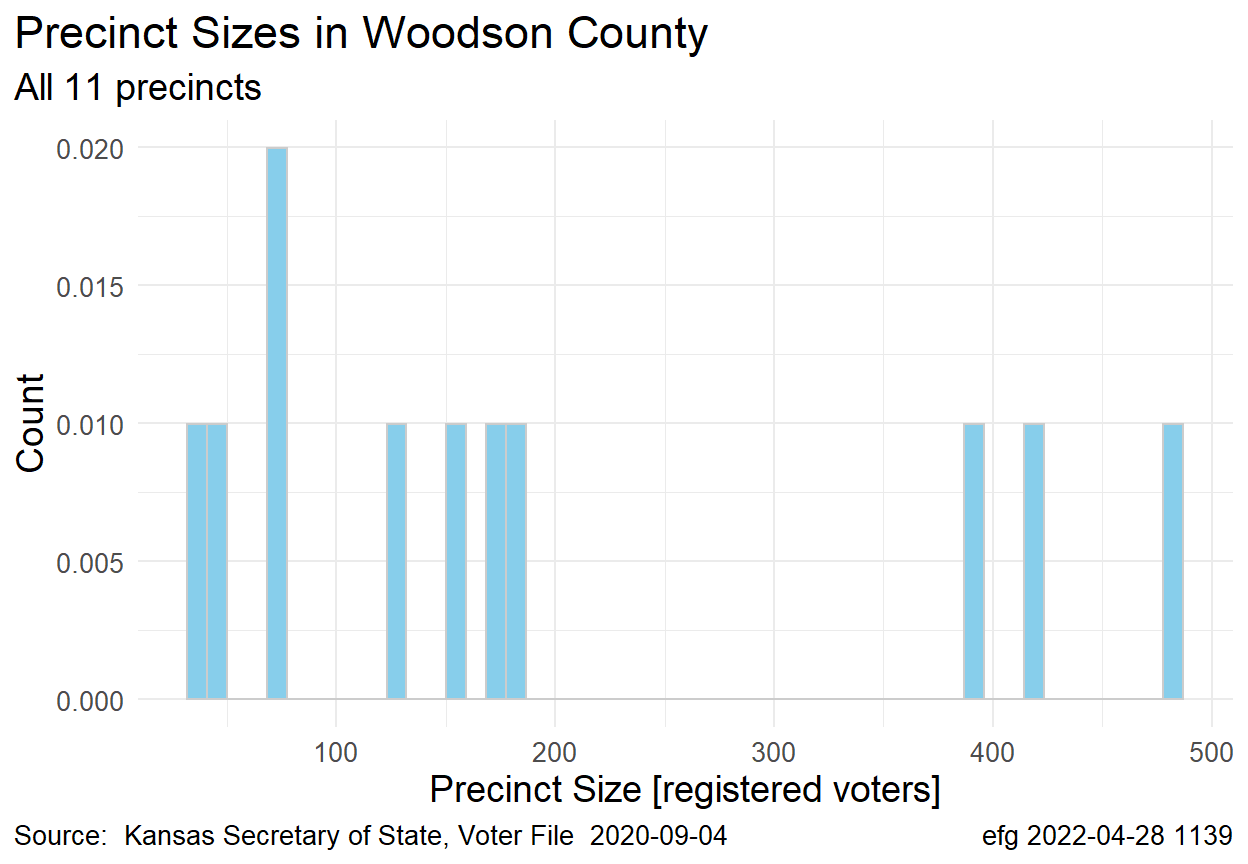 Precinct Sizes in Woodson County
All 11 precincts
0.020
0.015
0.010
0.005
0.000
Count
100 200 300 400 500
Precinct Size [registered voters]
Source:  Kansas Secretary of State, Voter File  2020-09-04
efg 2022-04-28 1139